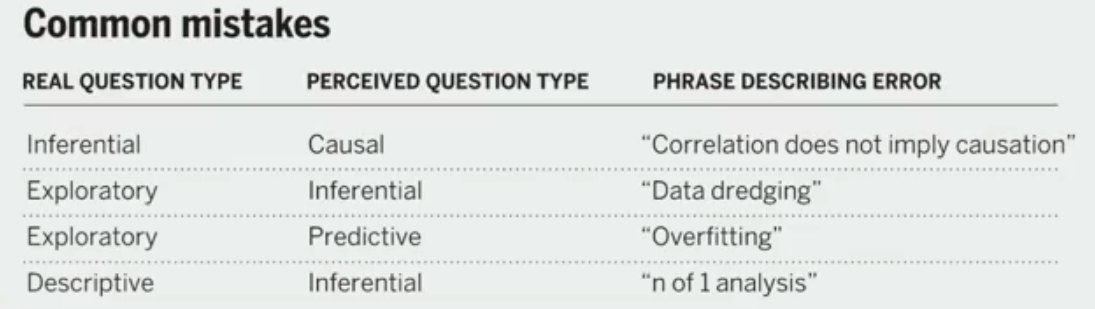 Common mistakes
REAL QUESTION TYPE PERCEIVED QUESTION TYPE PHRASE DESCRIBING ERROR
Inferential Causal “Correlation does not imply causation”
Exploratory Inferential “Data dredging”
Exploratory Predictive “Overfitting”
Descriptive Inferential “n of 1 analysis”